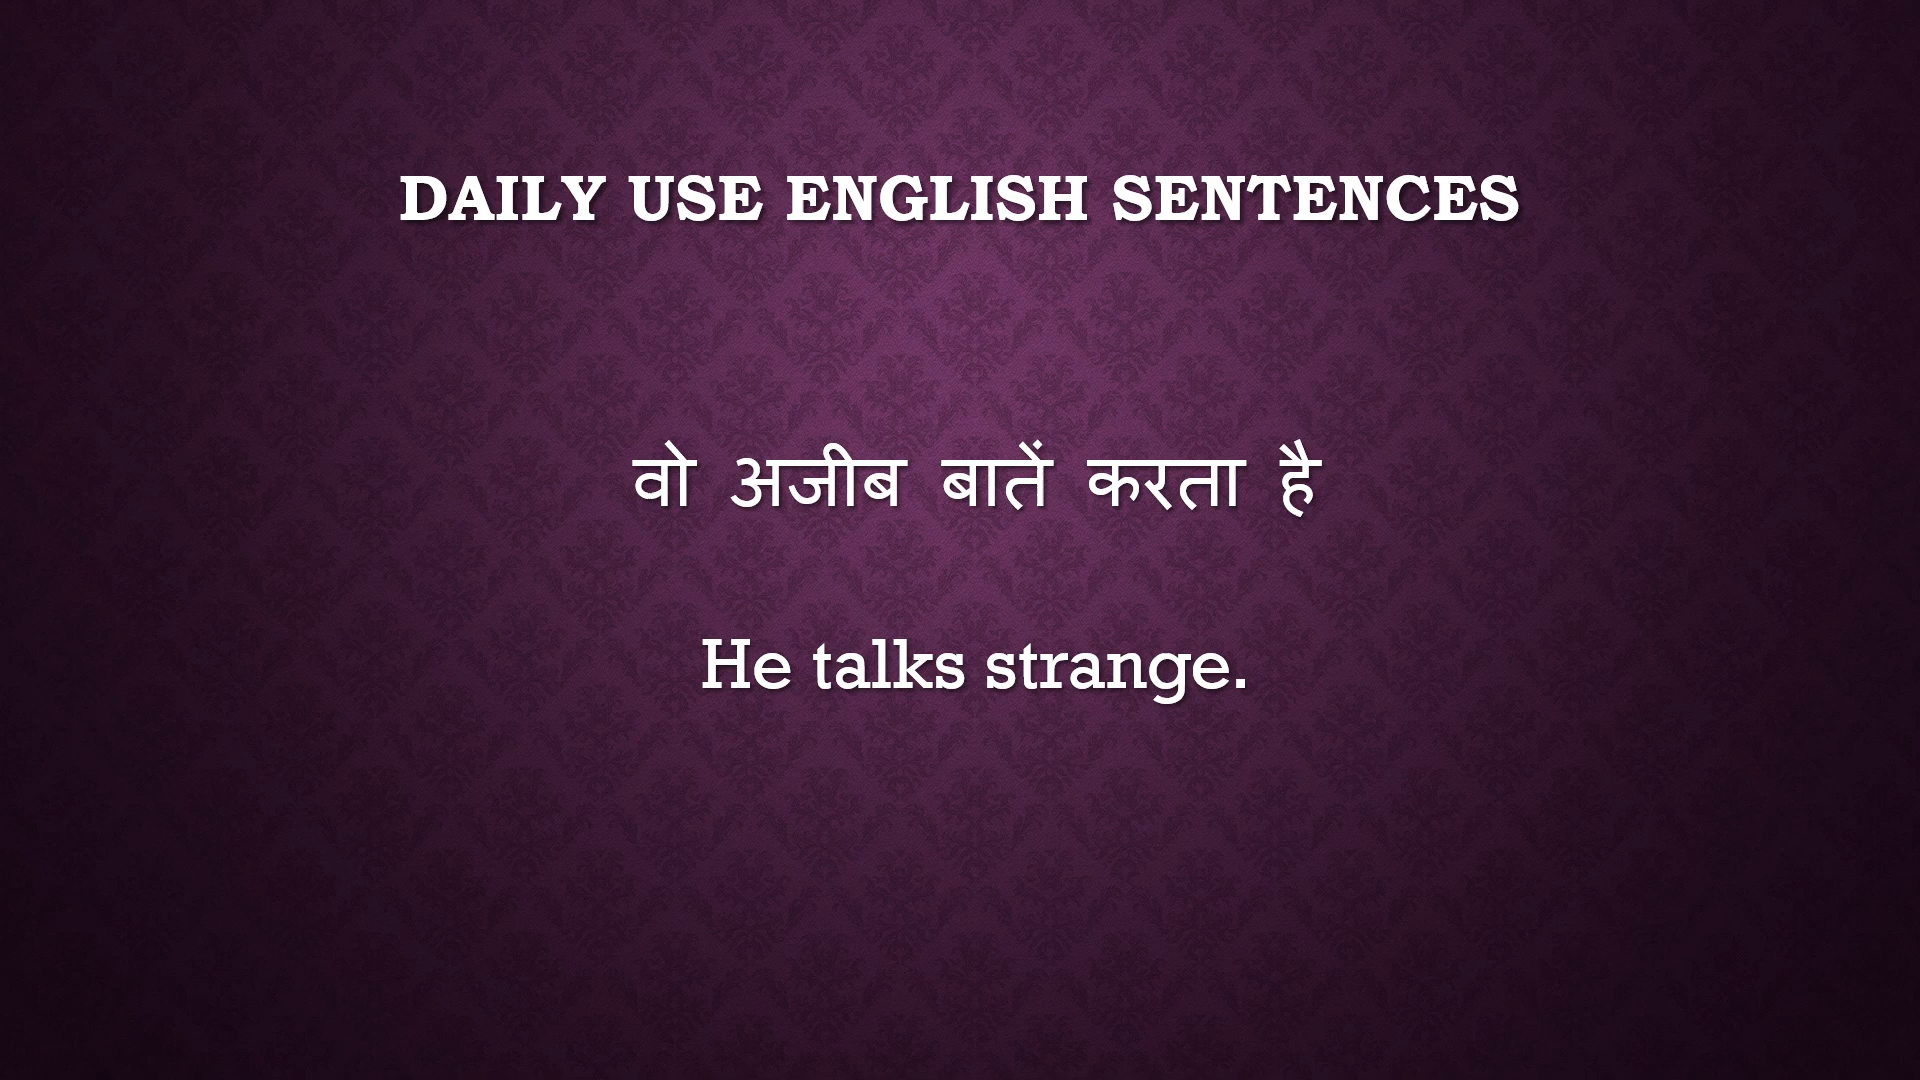 DAILY USE ENGLISH SENTENCES
वो अजीब बातें करता है
He talks strange.